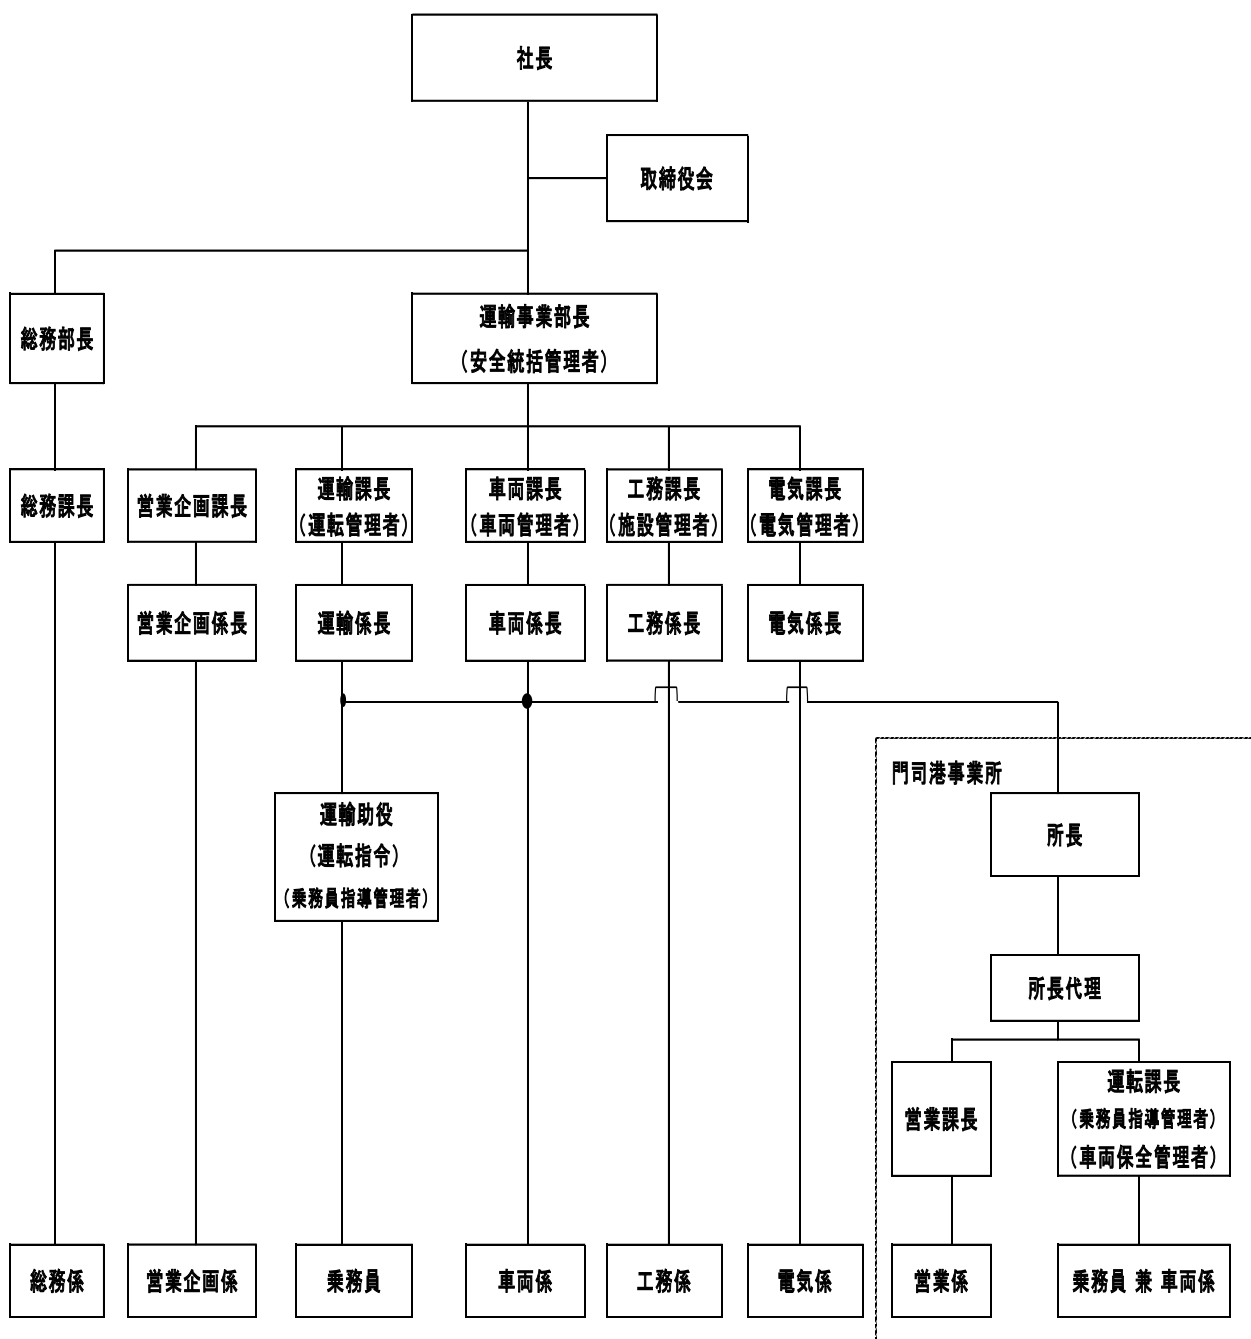 社長
取締役会
総務部長
運輸事業部長
（安全統括管理者）
総務課長
営業企画課長
運輸課長
（運転管理者）
車両課長
（車両管理者）
工務課長
（施設管理者）
電気課長
（電気管理者）
営業企画係長
運輸係長
車両係長
工務係長
電気係長
門司港事業所
運輸助役
（運転指令）
（乗務員指導管理者）
所長
所長代理
営業課長
運転課長
（乗務員指導管理者）
（車両保全管理者）
総務係
営業企画係
乗務員
車両係
工務係
電気係
営業係
乗務員 兼 車両係